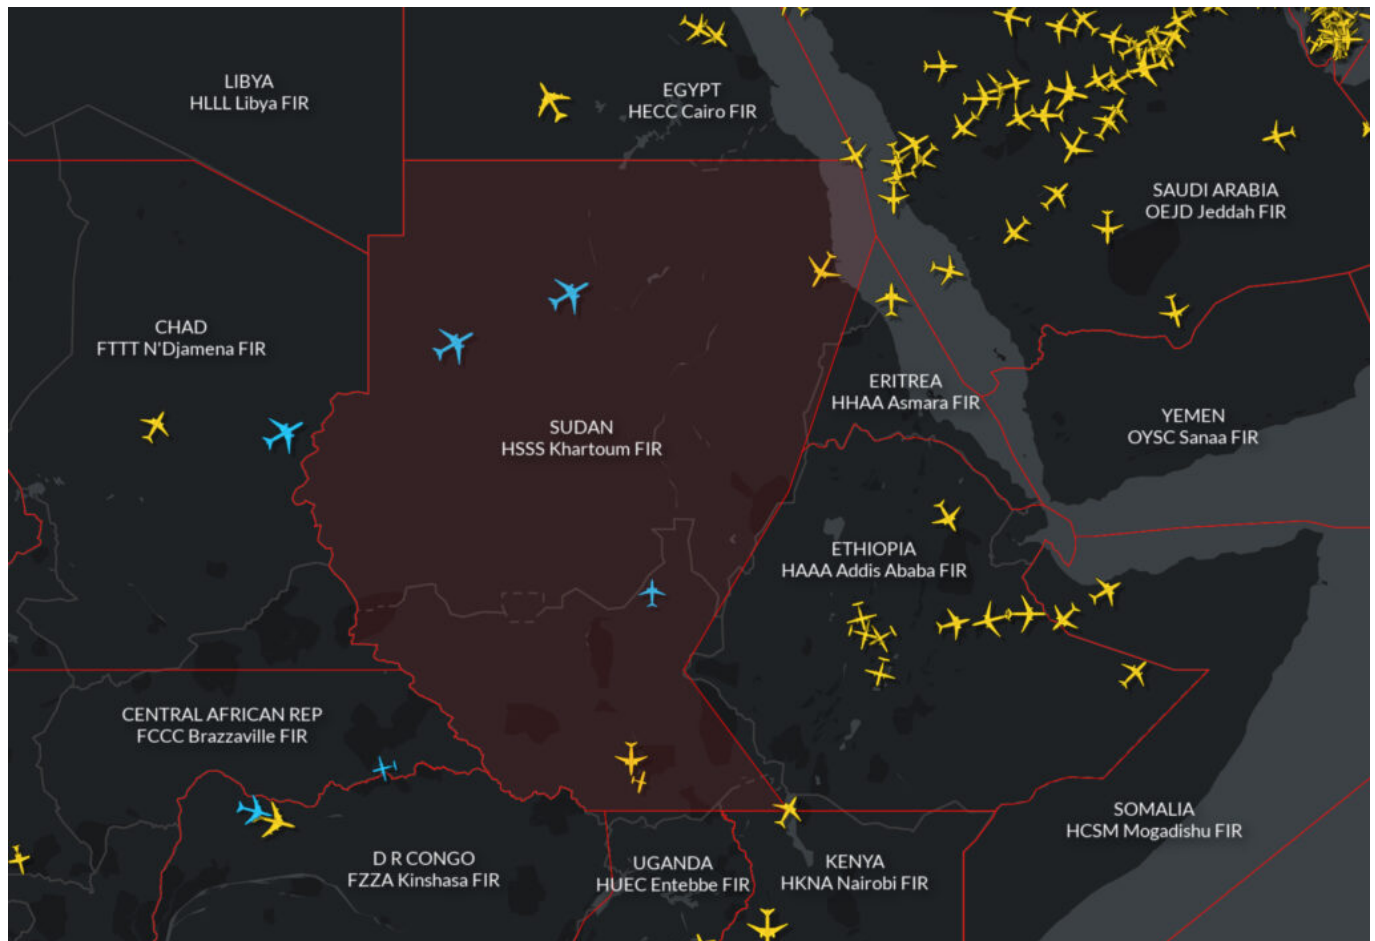 LIBYA
HLLL Libya FIR
EGYPT
HECC Cairo FIR
SAUDI ARABIA
OEJD Jeddah FIR
CHAD
FTTT N'Djamena FIR
ERITREA
HHAA Asmara FIR
YEMEN
OYSC Sanaa FIR
SUDAN
HSSS Khartoum FIR
ETHIOPIA
HAAA Addis Ababa FIR
CENTRAL AFRICAN REP
FCCC Brazzaville FIR
SOMALIA
HCSM Mogadishu FIR
D R CONGO
FZZA Kinshasa FIR
UGANDA
HUEC Entebbe FIR
KENYA
HKNA Nairobi FIR